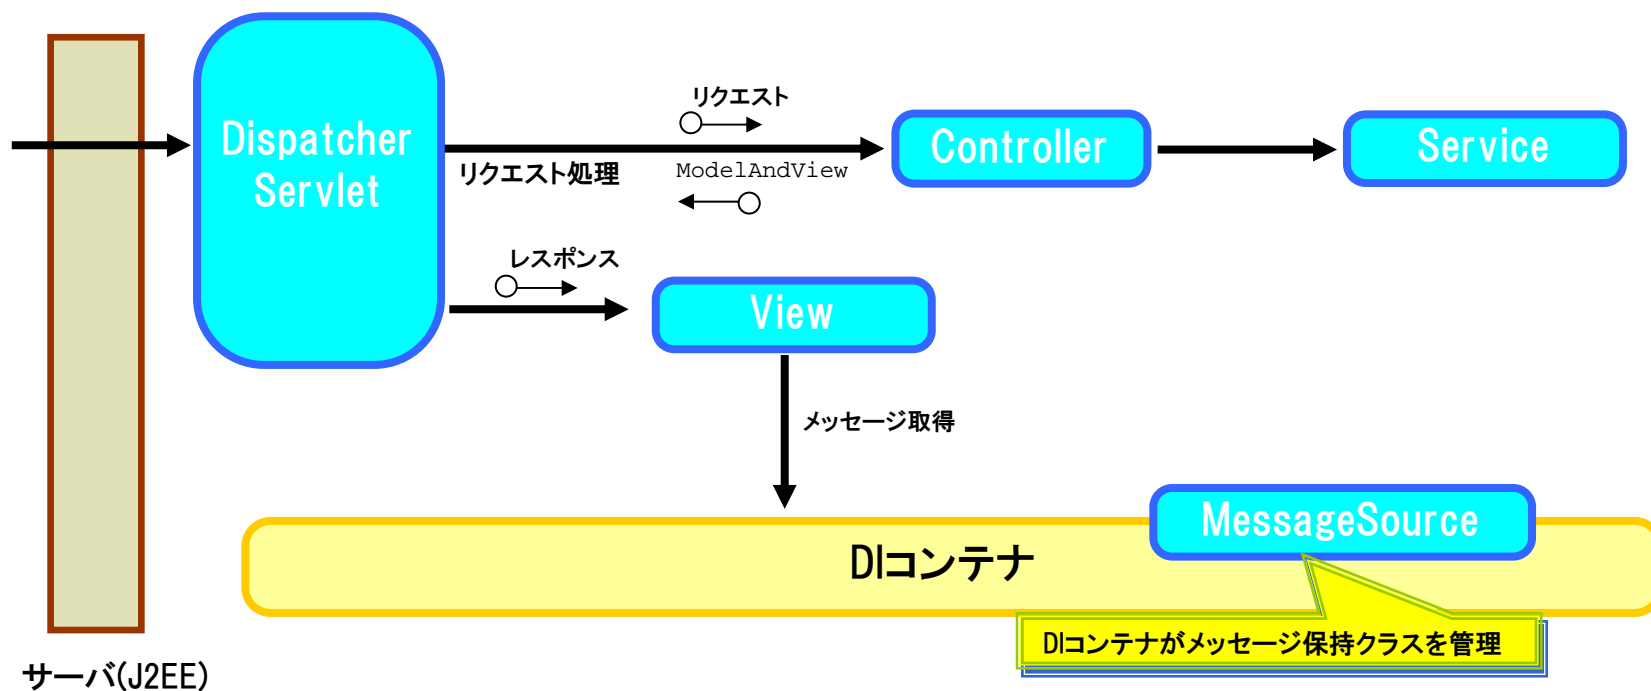 リクエスト
Dispatcher
Servlet
Controller
Service
リクエスト処理
ModelAndView
レスポンス
View
メッセージ取得
MessageSource
DIコンテナ
DIコンテナがメッセージ保持クラスを管理
サーバ(J2EE)